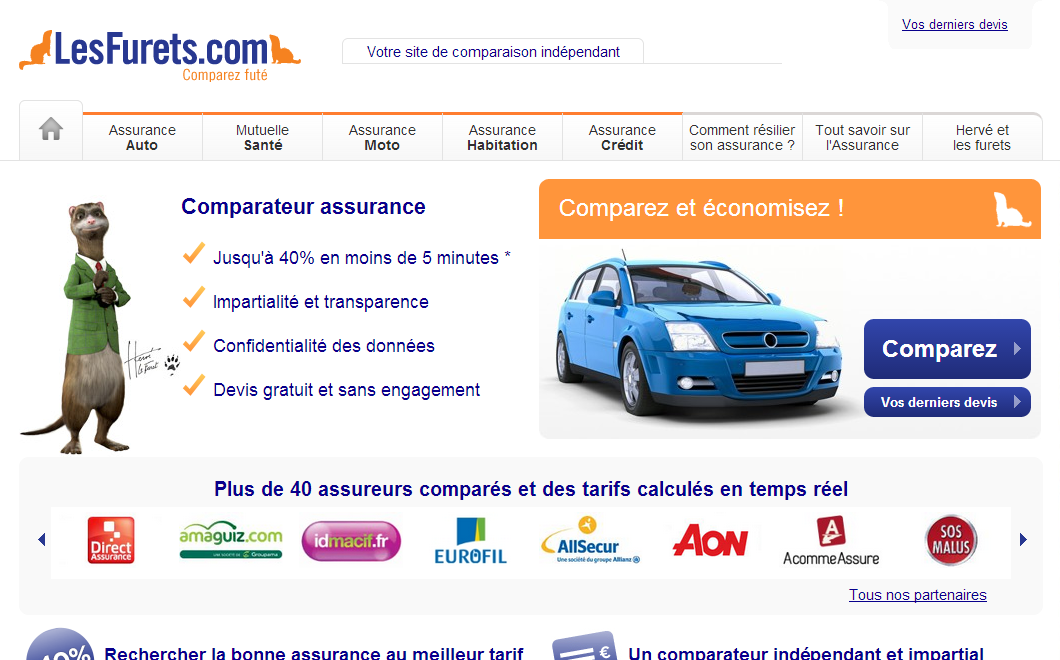 Vos derniers devis
LesFurets.com
Comparez futé
Votre site de comparaison indépendant
Assurance
Auto
Mutuelle
Santé
Assurance
Moto
Assurance
Habitation
Assurance
Crédit
Comment résilier
son assurance ?
Tout savoir sur
l'Assurance
Hervé et
les furets
Comparateur assurance
Jusqu'à 40% en moins de 5 minutes *
Impartialité et transparence
Confidentialité des données
Devis gratuit et sans engagement
Hervé
le Furet
Comparez et économisez !
Comparez
Vos derniers devis
Plus de 40 assureurs comparés et des tarifs calculés en temps réel
Direct
Assurance
amaguiz.com
UNE SOCIÉTÉ DE Groupama
idmacif.fr
EUROFIL
AllSecur
Une société du groupe Allianz
AON
AcommeAssure
SOS
MALUS
Tous nos partenaires
40%
Rechercher la bonne assurance au meilleur tarif
€
Un comparateur indépendant et impartial